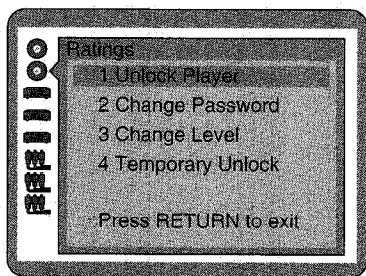 Ratings
1 Unlock Player
2 Change Password
3 Change Level
4 Temporary Unlock
Press RETURN to exit